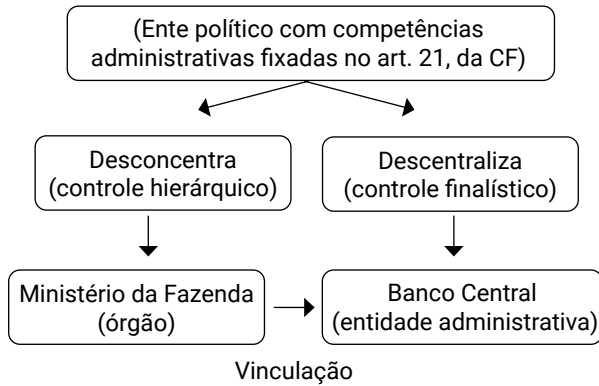 (Ente político com competências
administrativas fixadas no art. 21, da CF)
Desconcentra
(controle hierárquico)
Descentraliza
(controle finalístico)
Ministério da Fazenda
(órgão)
Banco Central
(entidade administrativa)
Vinculação